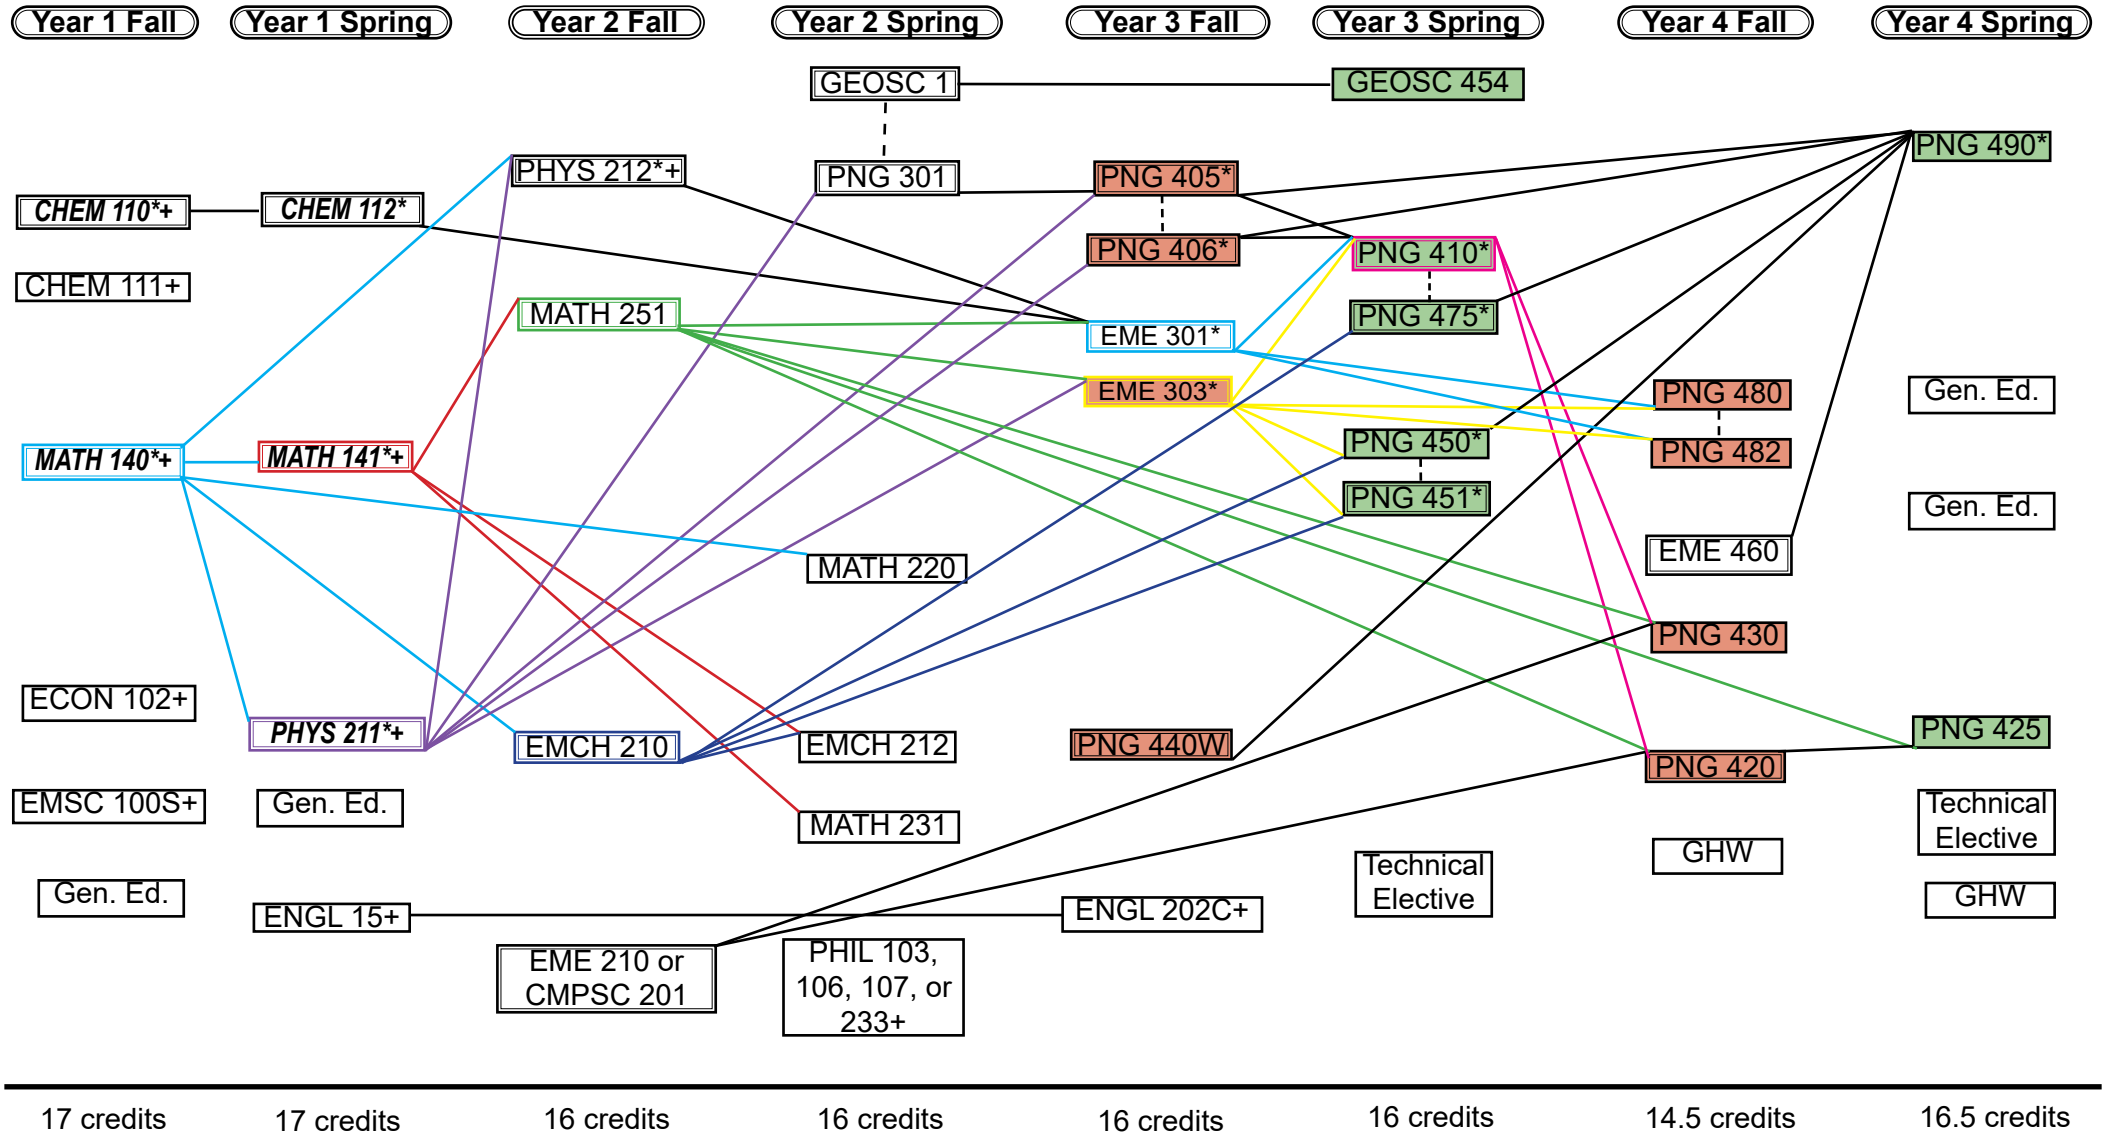 Year 1 Fall
Year 1 Spring
Year 2 Fall
Year 2 Spring
Year 3 Fall
Year 3 Spring
Year 4 Fall
Year 4 Spring
CHEM 110*+
CHEM 111+
MATH 140*+
ECON 102+
EMSC 100S+
Gen. Ed.
CHEM 112*
MATH 141*+
PHYS 211*+
Gen. Ed.
ENGL 15+
PHYS 212*+
MATH 251
EMCH 210
EME 210 or
CMPSC 201
GEOSC 1
PNG 301
MATH 220
EMCH 212
MATH 231
PHIL 103,
106, 107, or
233+
PNG 405*
PNG 406*
EME 301*
EME 303*
PNG 440W
ENGL 202C+
GEOSC 454
PNG 410*
PNG 475*
PNG 450*
PNG 451*
Technical
Elective
PNG 480
PNG 482
EME 460
PNG 430
PNG 420
GHW
PNG 490*
Gen. Ed.
Gen. Ed.
PNG 425
Technical
Elective
GHW
17 credits
17 credits
16 credits
16 credits
16 credits
16 credits
14.5 credits
16.5 credits